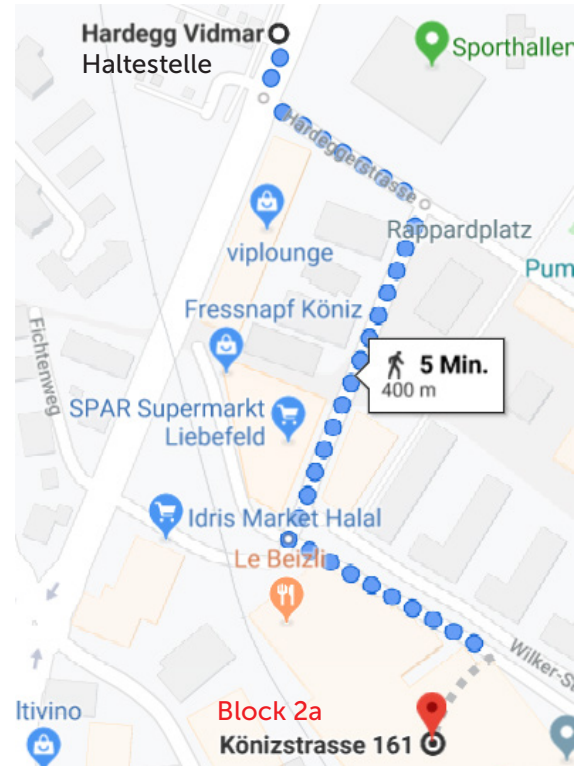 Hardegg Vidmar
Haltestelle
Sporthallen
Hardeggerstrasse
Rappardplatz
viplounge
Pum
Fressnapf Köniz
Fichtenweg
5 Min.
400 m
SPAR Supermarkt
Liebefeld
Idris Market Halal
Le Beizli
Wilker-St
ltivino
Block 2a
Könizstrasse 161